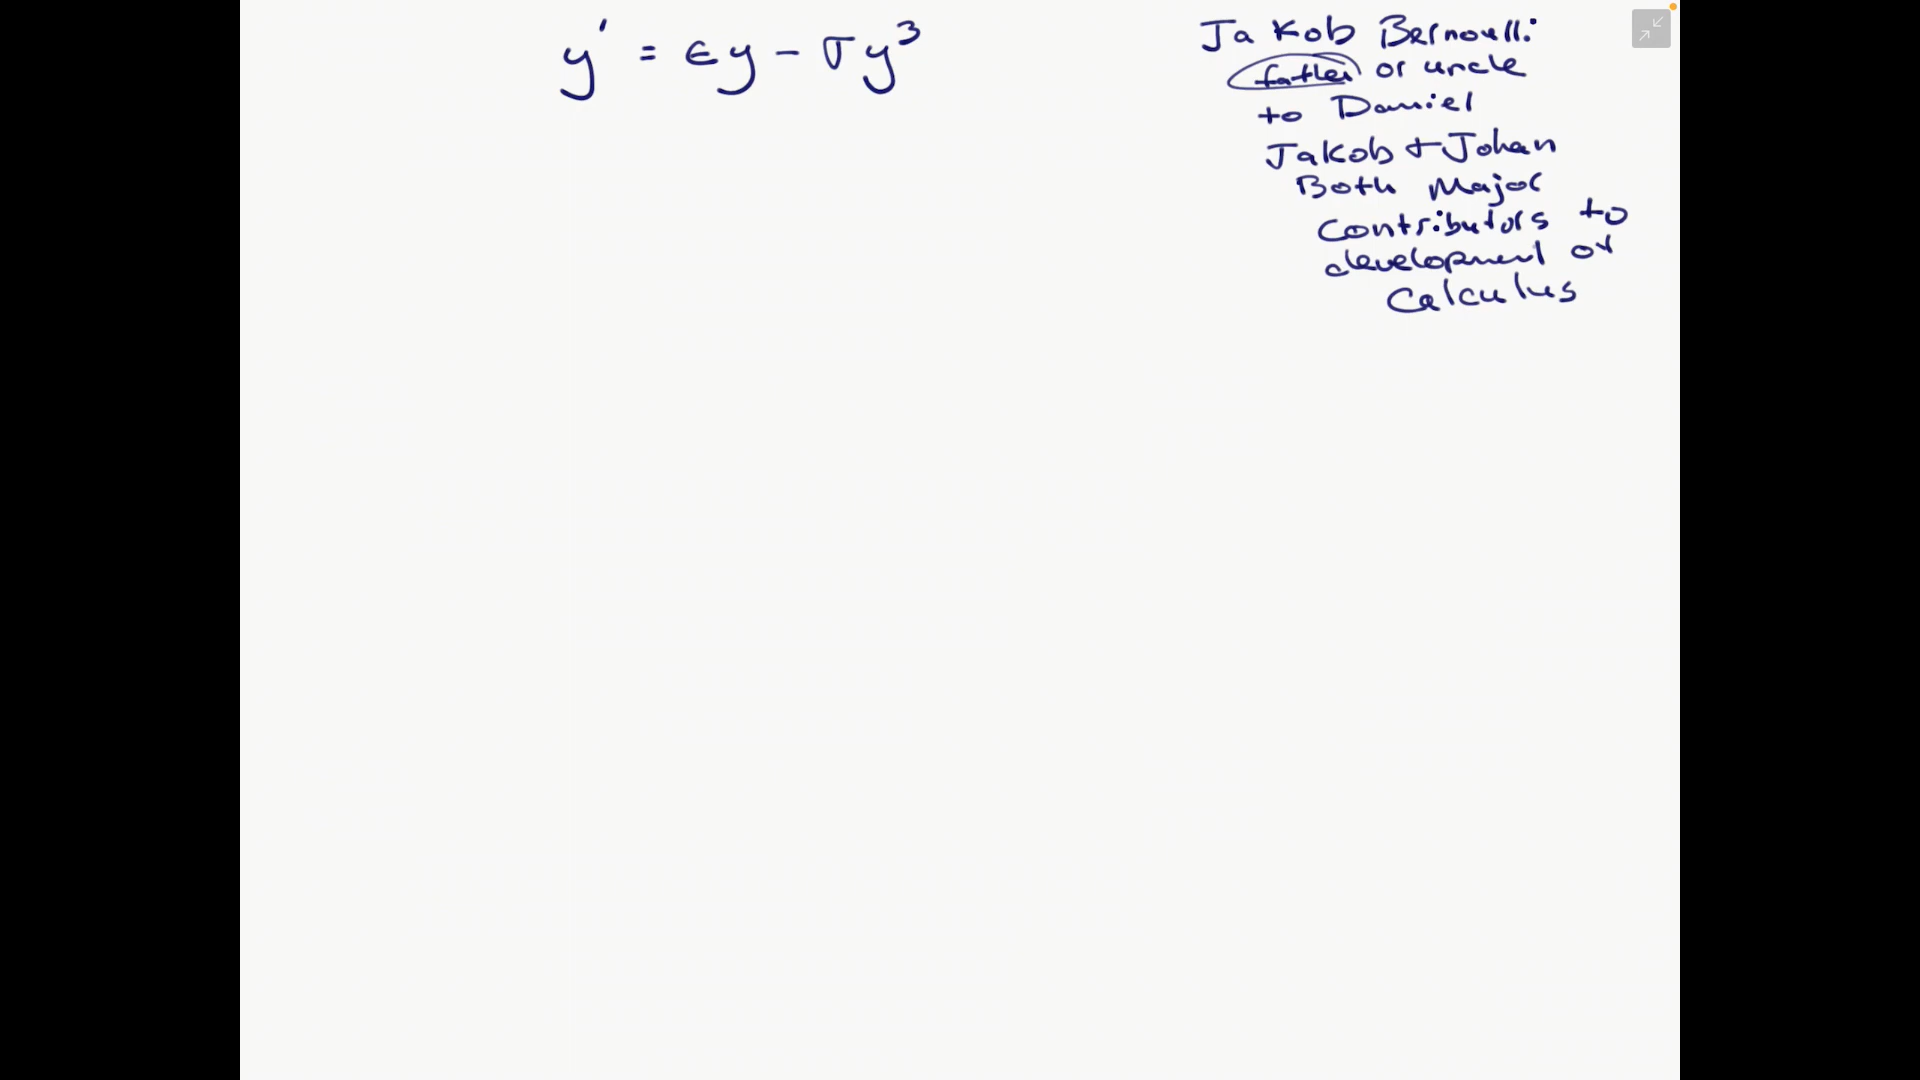 y' = εy - σy³
Jakob Bernoulli
father or uncle
to Daniel
Jakob + Johan
Both Major
Contributors to
development of
Calculus